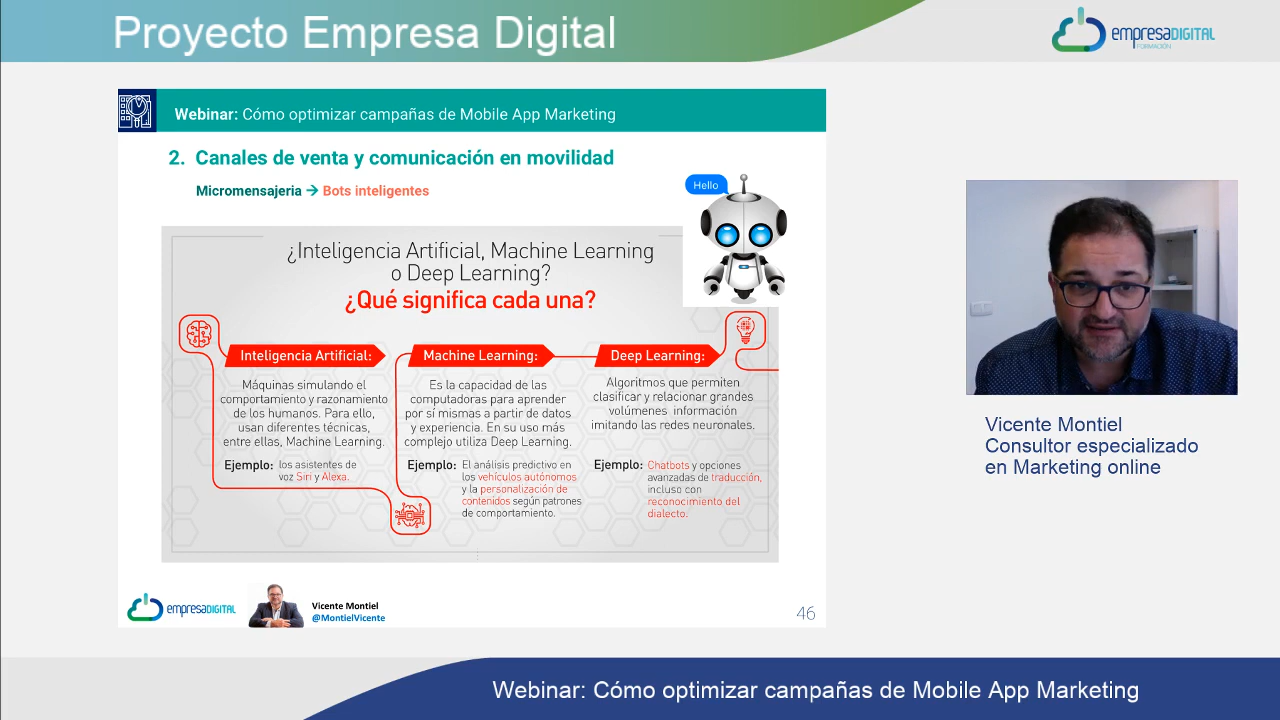 Proyecto Empresa Digital
empresaDIGITAL
FORMACIÓN
Webinar: Cómo optimizar campañas de Mobile App Marketing
2. Canales de venta y comunicación en movilidad
Micromensajeria → Bots inteligentes
Hello
¿Inteligencia Artificial, Machine Learning
o Deep Learning?
¿Qué significa cada una?
Inteligencia Artificial:
Máquinas simulando el
comportamiento y razonamiento
de los humanos. Para ello,
usan diferentes técnicas,
entre ellas, Machine Learning.
Ejemplo: los asistentes de
voz Siri y Alexa.
Machine Learning:
Es la capacidad de las
computadoras para aprender
por sí mismas a partir de datos
y experiencia. En su uso más
complejo utiliza Deep Learning.
Ejemplo: El análisis predictivo en
los vehículos autónomos
y la personalización de
contenidos según patrones
de comportamiento.
Deep Learning:
Algoritmos que permiten
clasificar y relacionar grandes
volúmenes información
imitando las redes neuronales.
Ejemplo: Chatbots y opciones
avanzadas de traducción,
incluso con
reconocimiento del
dialecto.
empresaDIGITAL
Vicente Montiel
@MontielVicente
46
Vicente Montiel
Consultor especializado
en Marketing online
Webinar: Cómo optimizar campañas de Mobile App Marketing